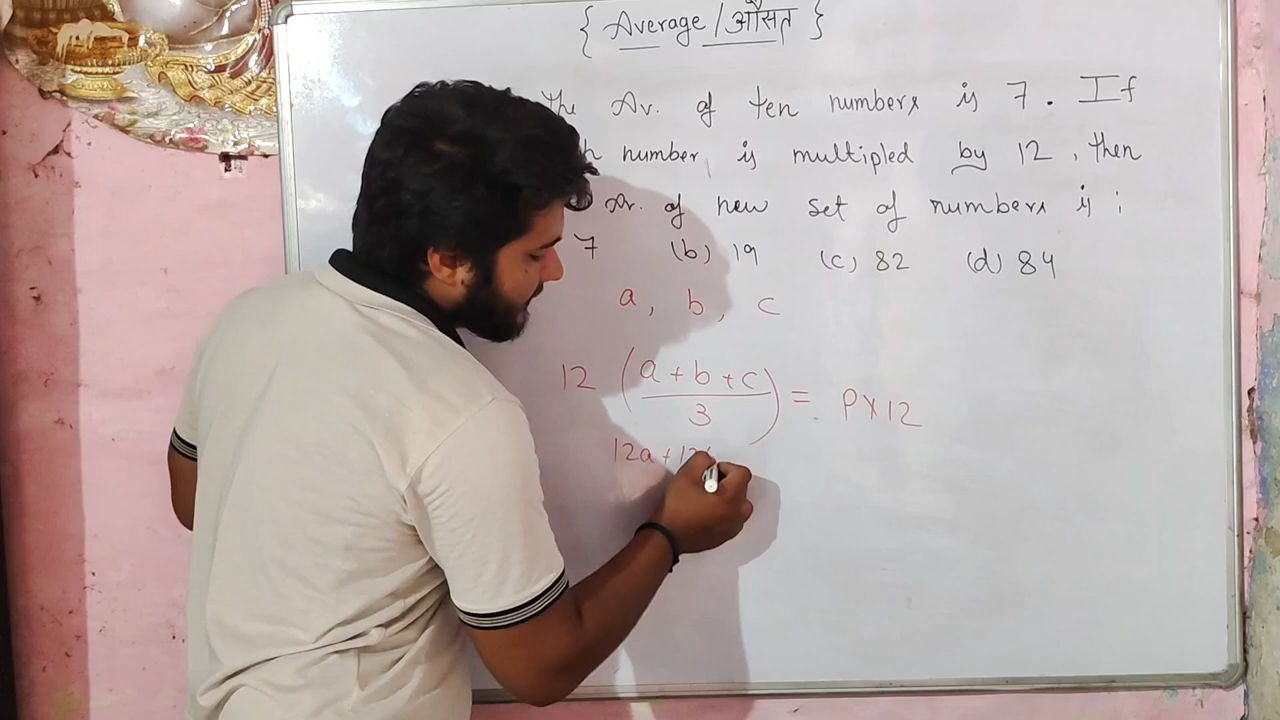 { Average / औसत }
The Av. of ten numbers is 7. If
number is multipled by 12, then
Av. of new set of numbers is :
7 (b) 19 (c) 82 (d) 84
a, b, c
12 (a + b + c / 3) = P X 12
12a + 12